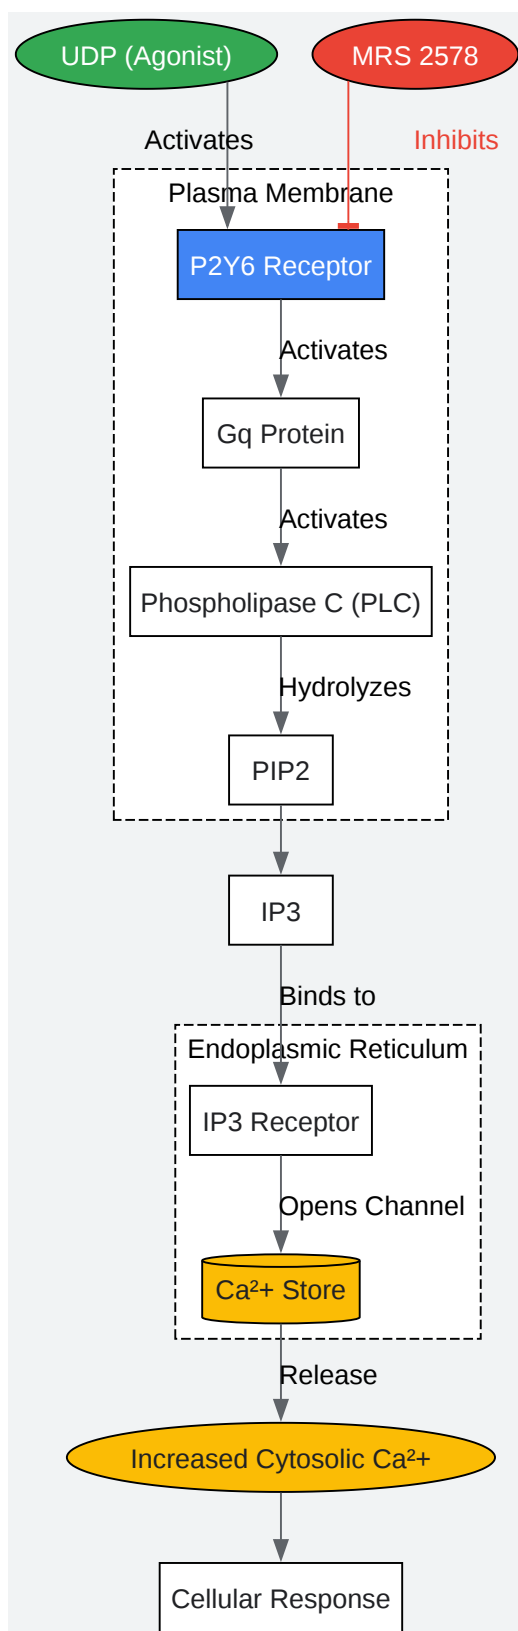 UDP (Agonist)
MRS 2578
Activates
Inhibits
Plasma Membrane
P2Y6 Receptor
Activates
Gq Protein
Activates
Phospholipase C (PLC)
Hydrolyzes
PIP2
IP3
Binds to
Endoplasmic Reticulum
IP3 Receptor
Opens Channel
Ca²+ Store
Release
Increased Cytosolic Ca²+
Cellular Response